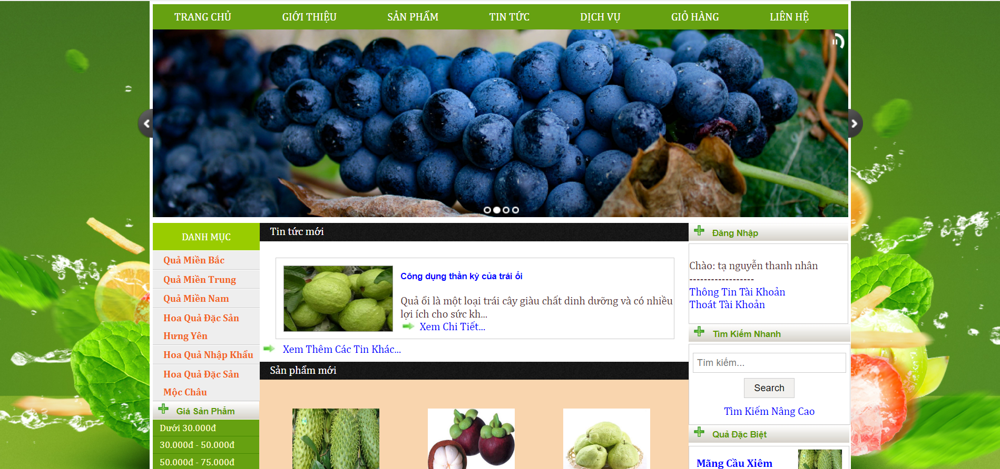 TRANG CHỦ GIỚI THIỆU SẢN PHẨM TIN TỨC DỊCH VỤ GIỎ HÀNG LIÊN HỆ
DANH MỤC
Quả Miền Bắc
Quả Miền Trung
Quả Miền Nam
Hoa Quả Đặc Sản
Hưng Yên
Hoa Quả Nhập Khẩu
Hoa Quả Đặc Sản
Mộc Châu
Giá Sản Phẩm
Dưới 30.000đ
30.000đ - 50.000đ
50.000đ - 75.000đ
Tin tức mới
Công dụng thần kỳ của trái ổi
Quả ổi là một loại trái cây giàu chất dinh dưỡng và có nhiều
lợi ích cho sức kh...
Xem Chi Tiết...
Xem Thêm Các Tin Khác...
Sản phẩm mới
Đăng Nhập
Chào: tạ nguyễn thanh nhân
------------------
Thông Tin Tài Khoản
Thoát Tài Khoản
Tìm Kiếm Nhanh
Tìm kiếm...
Search
Tìm Kiếm Nâng Cao
Quả Đặc Biệt
Mãng Cầu Xiêm